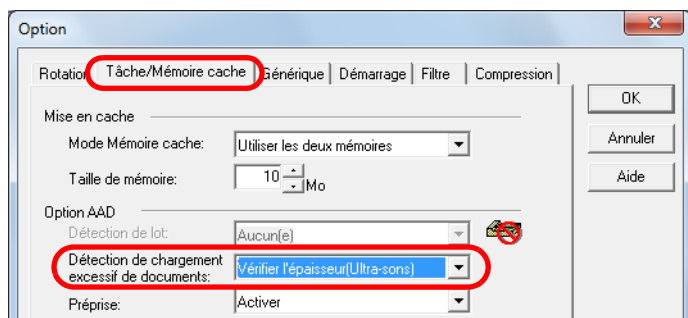 Option
Rotation Tâche/Mémoire cache Générique Démarrage Filtre Compression
OK
Mise en cache
Mode Mémoire cache: Utiliser les deux mémoires
Annuler
Taille de mémoire: 10 Mo
Aide
Option AAD
Détection de lot: Aucun(e)
Détection de chargement
excessif de documents: Vérifier l'épaisseur(Ultra-sons)
Préprise: Activer